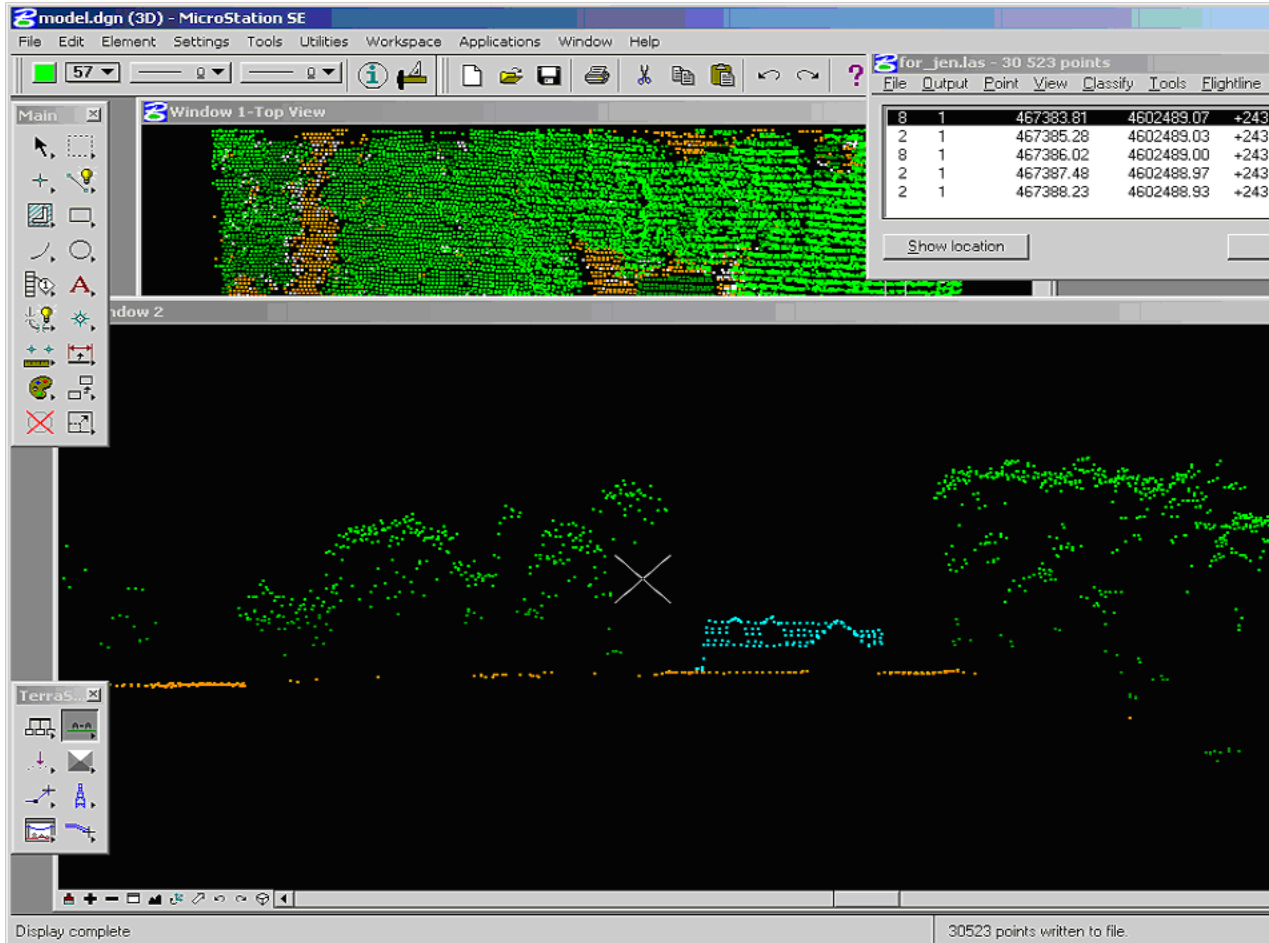 model.dgn (3D) - MicroStation SE
File Edit Element Settings Tools Utilities Workspace Applications Window Help
57 0 0
for_jen.las - 30 523 points
File Output Point View Classify Tools Flightline
8 1 467383.81 4602489.07 +243
2 1 467385.28 4602489.03 +243
8 1 467386.02 4602489.00 +243
2 1 467387.48 4602488.97 +243
2 1 467388.23 4602488.93 +243
Show location
Main
Window 1-Top View
ndow 2
TerraS...
A-A
Display complete
30523 points written to file.